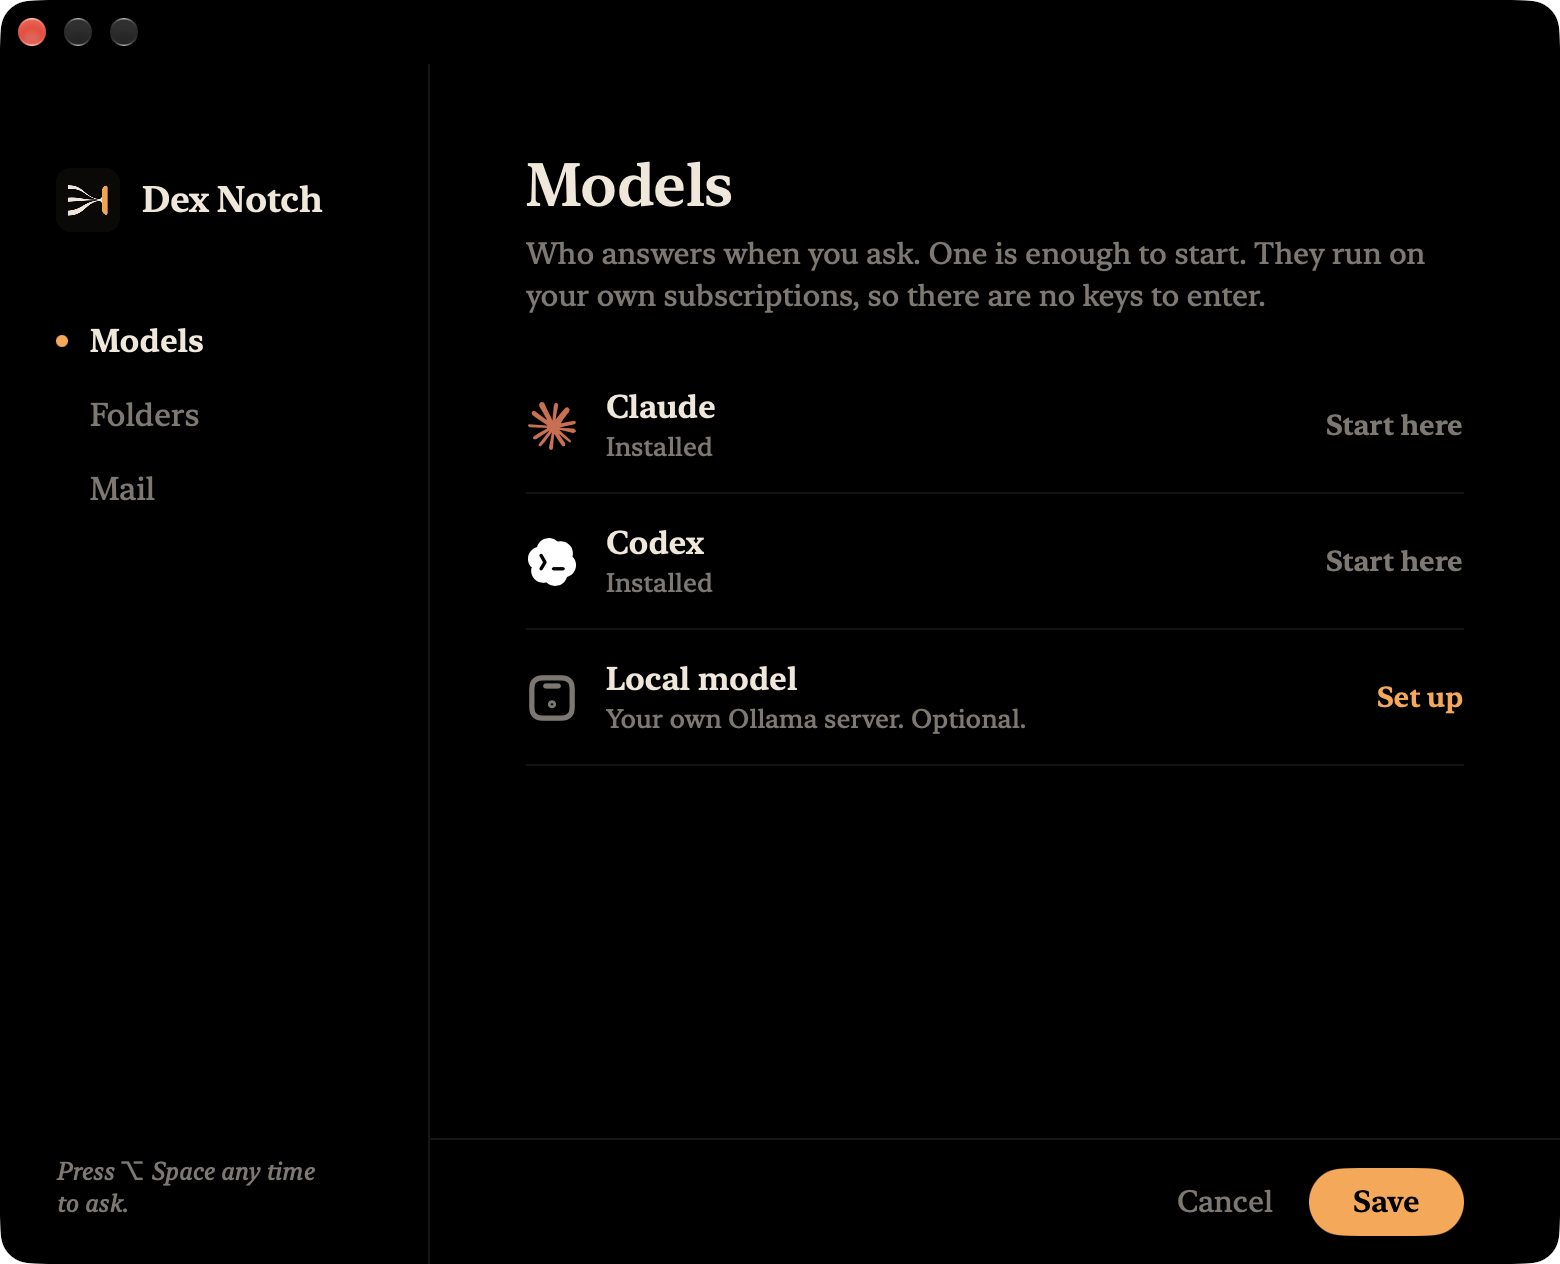 Dex Notch
Models
Folders
Mail
Press ⌥ Space any time
to ask.
Models
Who answers when you ask. One is enough to start. They run on
your own subscriptions, so there are no keys to enter.
Claude
Installed
Start here
Codex
Installed
Start here
Local model
Your own Ollama server. Optional.
Set up
Cancel
Save